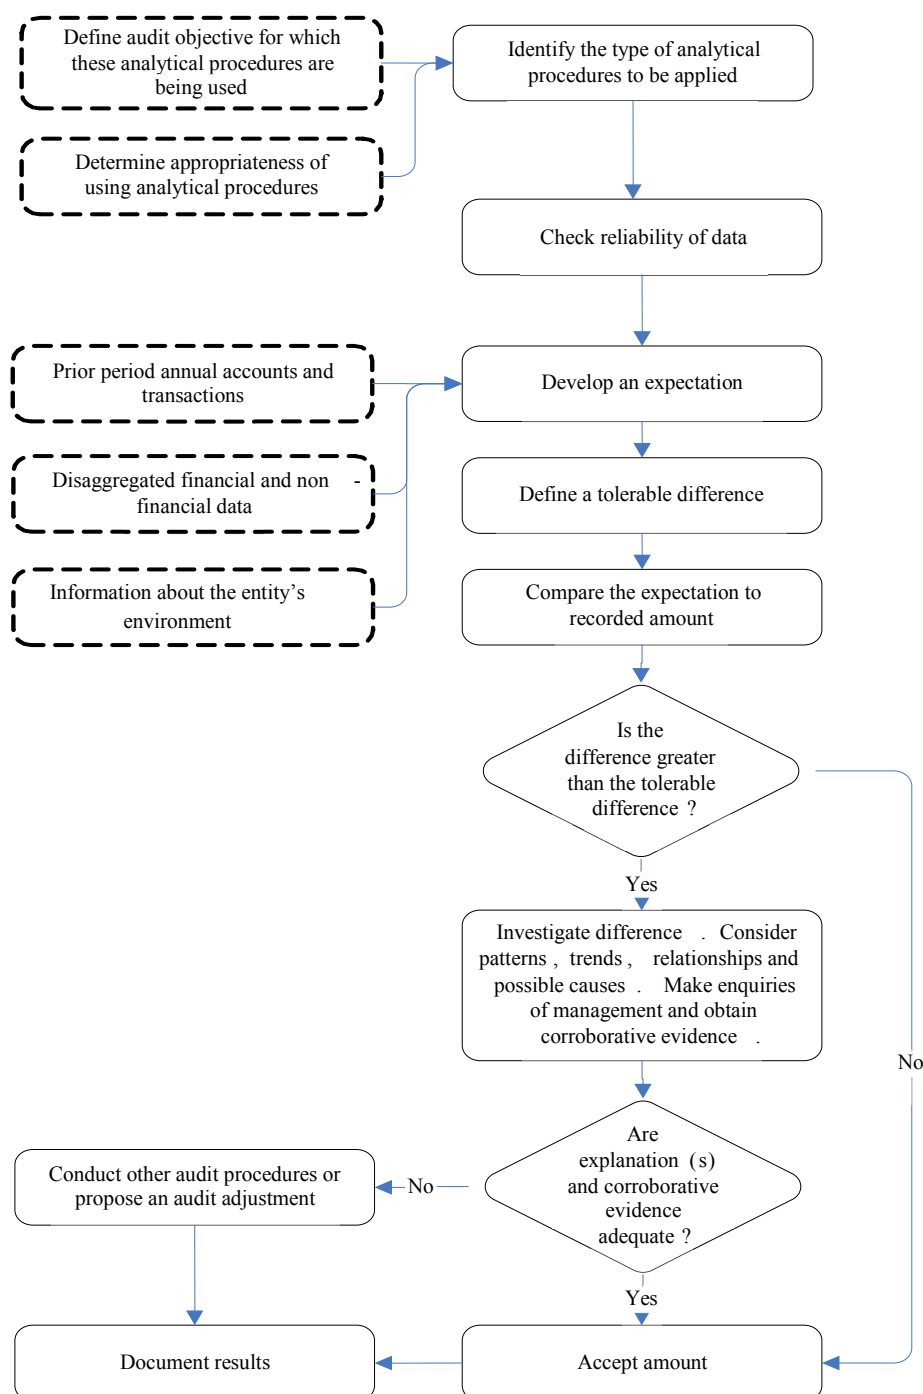 Define audit objective for which
these analytical procedures are
being used
Identify the type of analytical
procedures to be applied
Determine appropriateness of
using analytical procedures
Check reliability of data
Prior period annual accounts and
transactions
Develop an expectation
Disaggregated financial and non -
financial data
Define a tolerable difference
Information about the entity’s
environment
Compare the expectation to
recorded amount
Is the
difference greater
than the tolerable
difference ?
Yes
Investigate difference . Consider
patterns , trends , relationships and
possible causes . Make enquiries
of management and obtain
corroborative evidence .
No
Are
explanation (s)
and corroborative
evidence
adequate ?
No
Conduct other audit procedures or
propose an audit adjustment
Yes
Document results
Accept amount